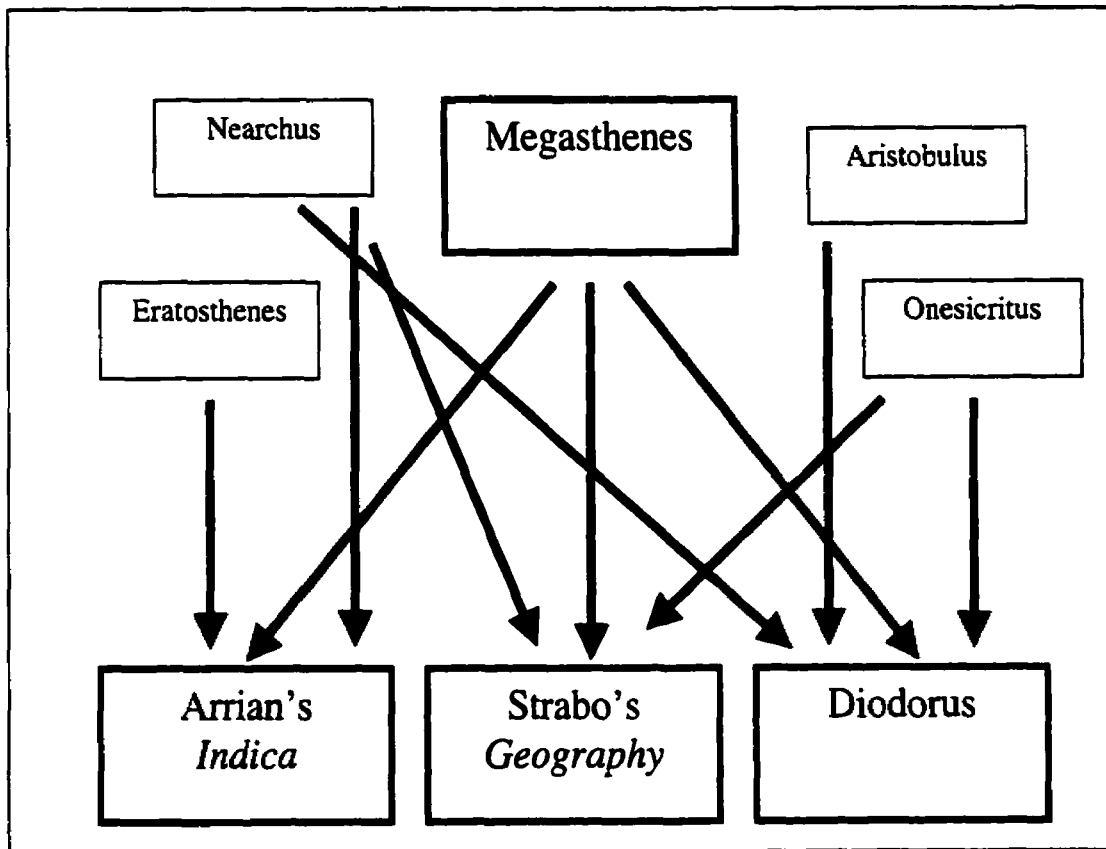 Nearchus
Megasthenes
Aristobulus
Eratosthenes
Onesicritus
Arrian's
Indica
Strabo's
Geography
Diodorus